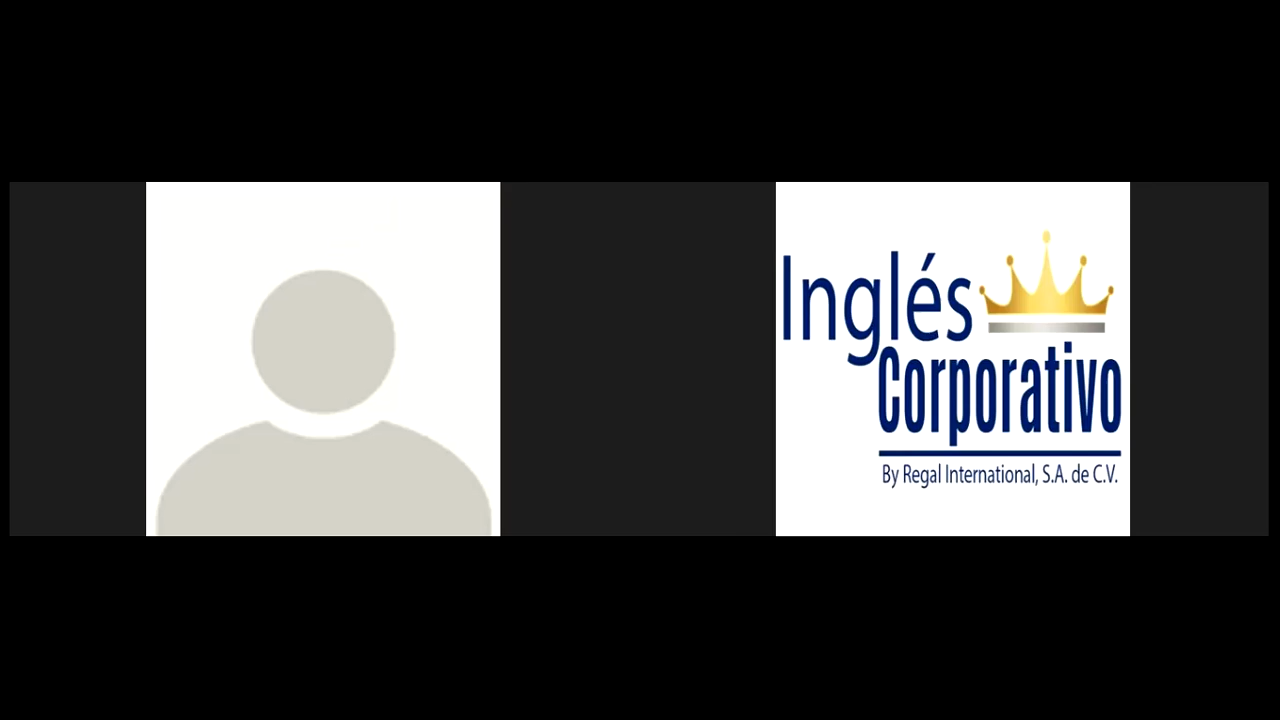 Inglés
Corporativo
By Regal International, S.A. de C.V.